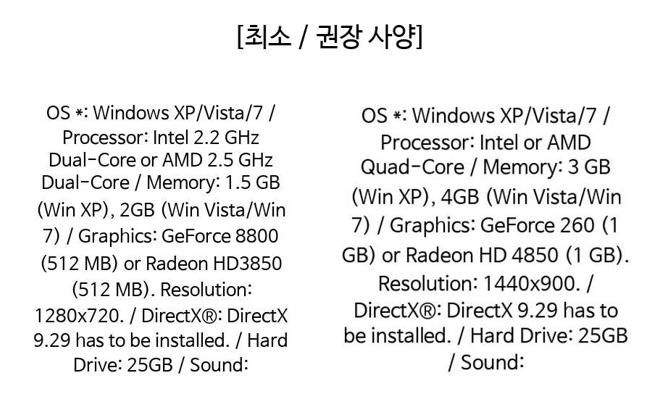 [최소 / 권장 사양]
OS *: Windows XP/Vista/7 /
Processor: Intel 2.2 GHz
Dual-Core or AMD 2.5 GHz
Dual-Core / Memory: 1.5 GB
(Win XP), 2GB (Win Vista/Win
7) / Graphics: GeForce 8800
(512 MB) or Radeon HD3850
(512 MB). Resolution:
1280x720. / DirectX®: DirectX
9.29 has to be installed. / Hard
Drive: 25GB / Sound:
OS *: Windows XP/Vista/7 /
Processor: Intel or AMD
Quad-Core / Memory: 3 GB
(Win XP), 4GB (Win Vista/Win
7) / Graphics: GeForce 260 (1
GB) or Radeon HD 4850 (1 GB).
Resolution: 1440x900. /
DirectX®: DirectX 9.29 has to
be installed. / Hard Drive: 25GB
/ Sound: